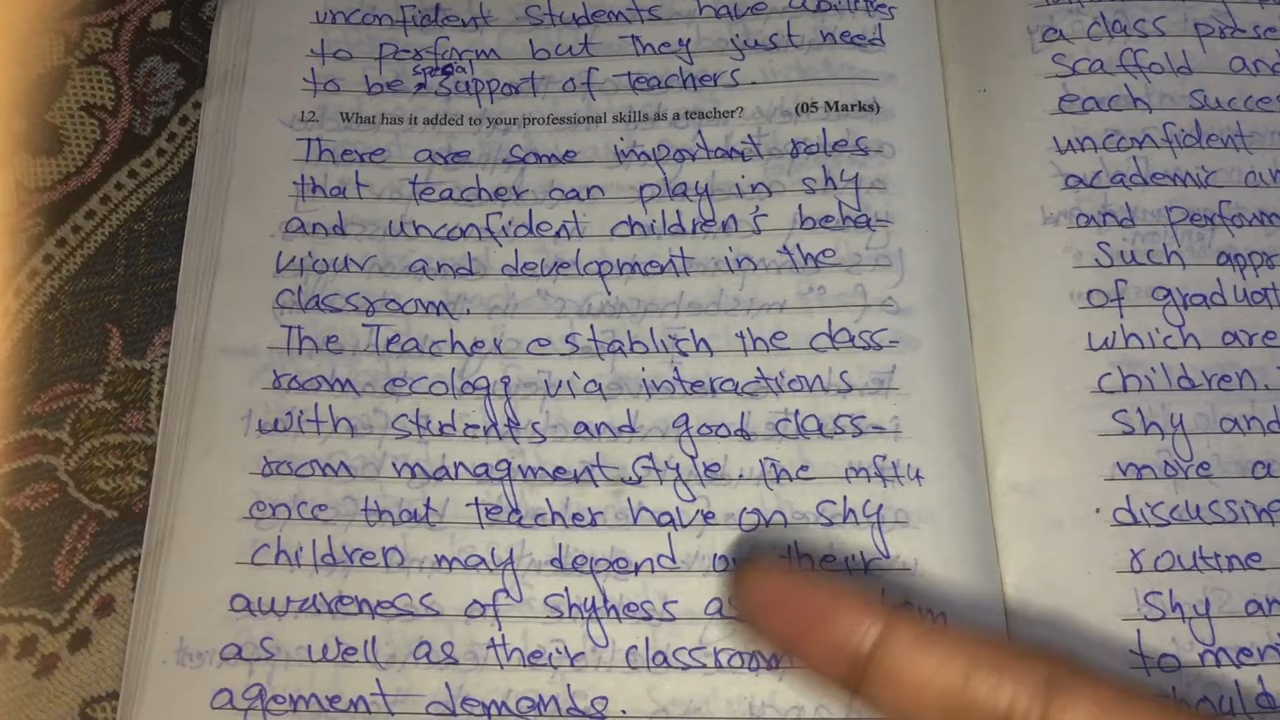 unconfident students have abilities
to perform but They just need
to be special support of teachers.
12. What has it added to your professional skills as a teacher? (05 Marks)
There are some important roles
that teacher can play in shy
and unconfident children's beha-
viour and development in the
classroom.
The Teacher establish the class-
room ecology via interactions
with students and good class-
room managment style. The influ
ence that teacher have on shy
children may depend on their
awareness of shyness as
as well as their classroom
agement demends.
a class prese
scaffold and
each succe
unconfident
academic an
and perform
Such appr
of graduat
which are
children.
Shy and
more a
discussing
routine
Shy an
to men
should